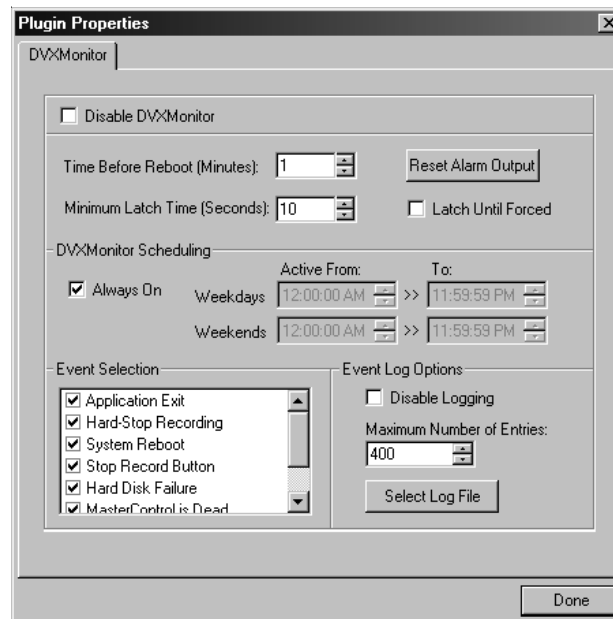 Plugin Properties
DVXMonitor
Disable DVXMonitor
Time Before Reboot (Minutes): 1 Reset Alarm Output
Minimum Latch Time (Seconds): 10 Latch Until Forced
DVXMonitor Scheduling
Active From: To:
Always On Weekdays 12:00:00 AM >> 11:59:59 PM
Weekends 12:00:00 AM >> 11:59:59 PM
Event Selection
Application Exit
Hard-Stop Recording
System Reboot
Stop Record Button
Hard Disk Failure
MasterControl is Dead
Event Log Options
Disable Logging
Maximum Number of Entries:
400
Select Log File
Done